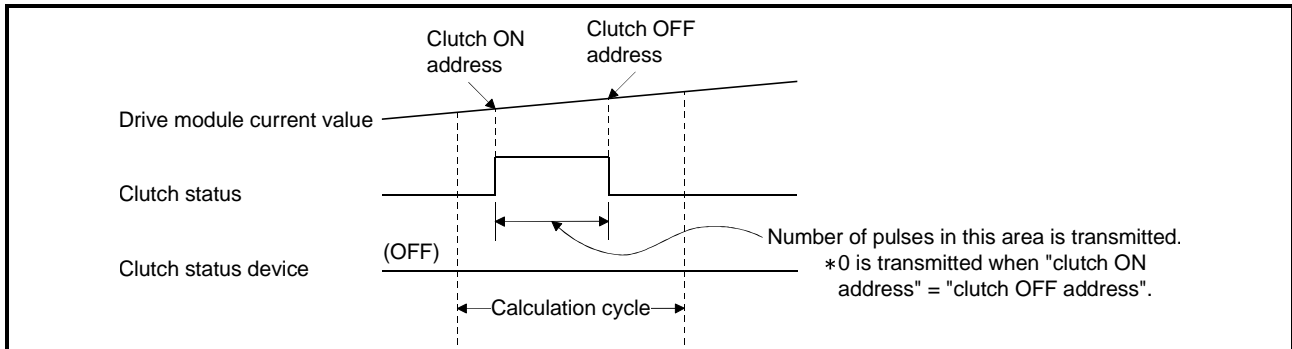 Clutch ON
address
Clutch OFF
address
Drive module current value
Clutch status
Number of pulses in this area is transmitted.
*0 is transmitted when "clutch ON
address" = "clutch OFF address".
(OFF)
Clutch status device
Calculation cycle